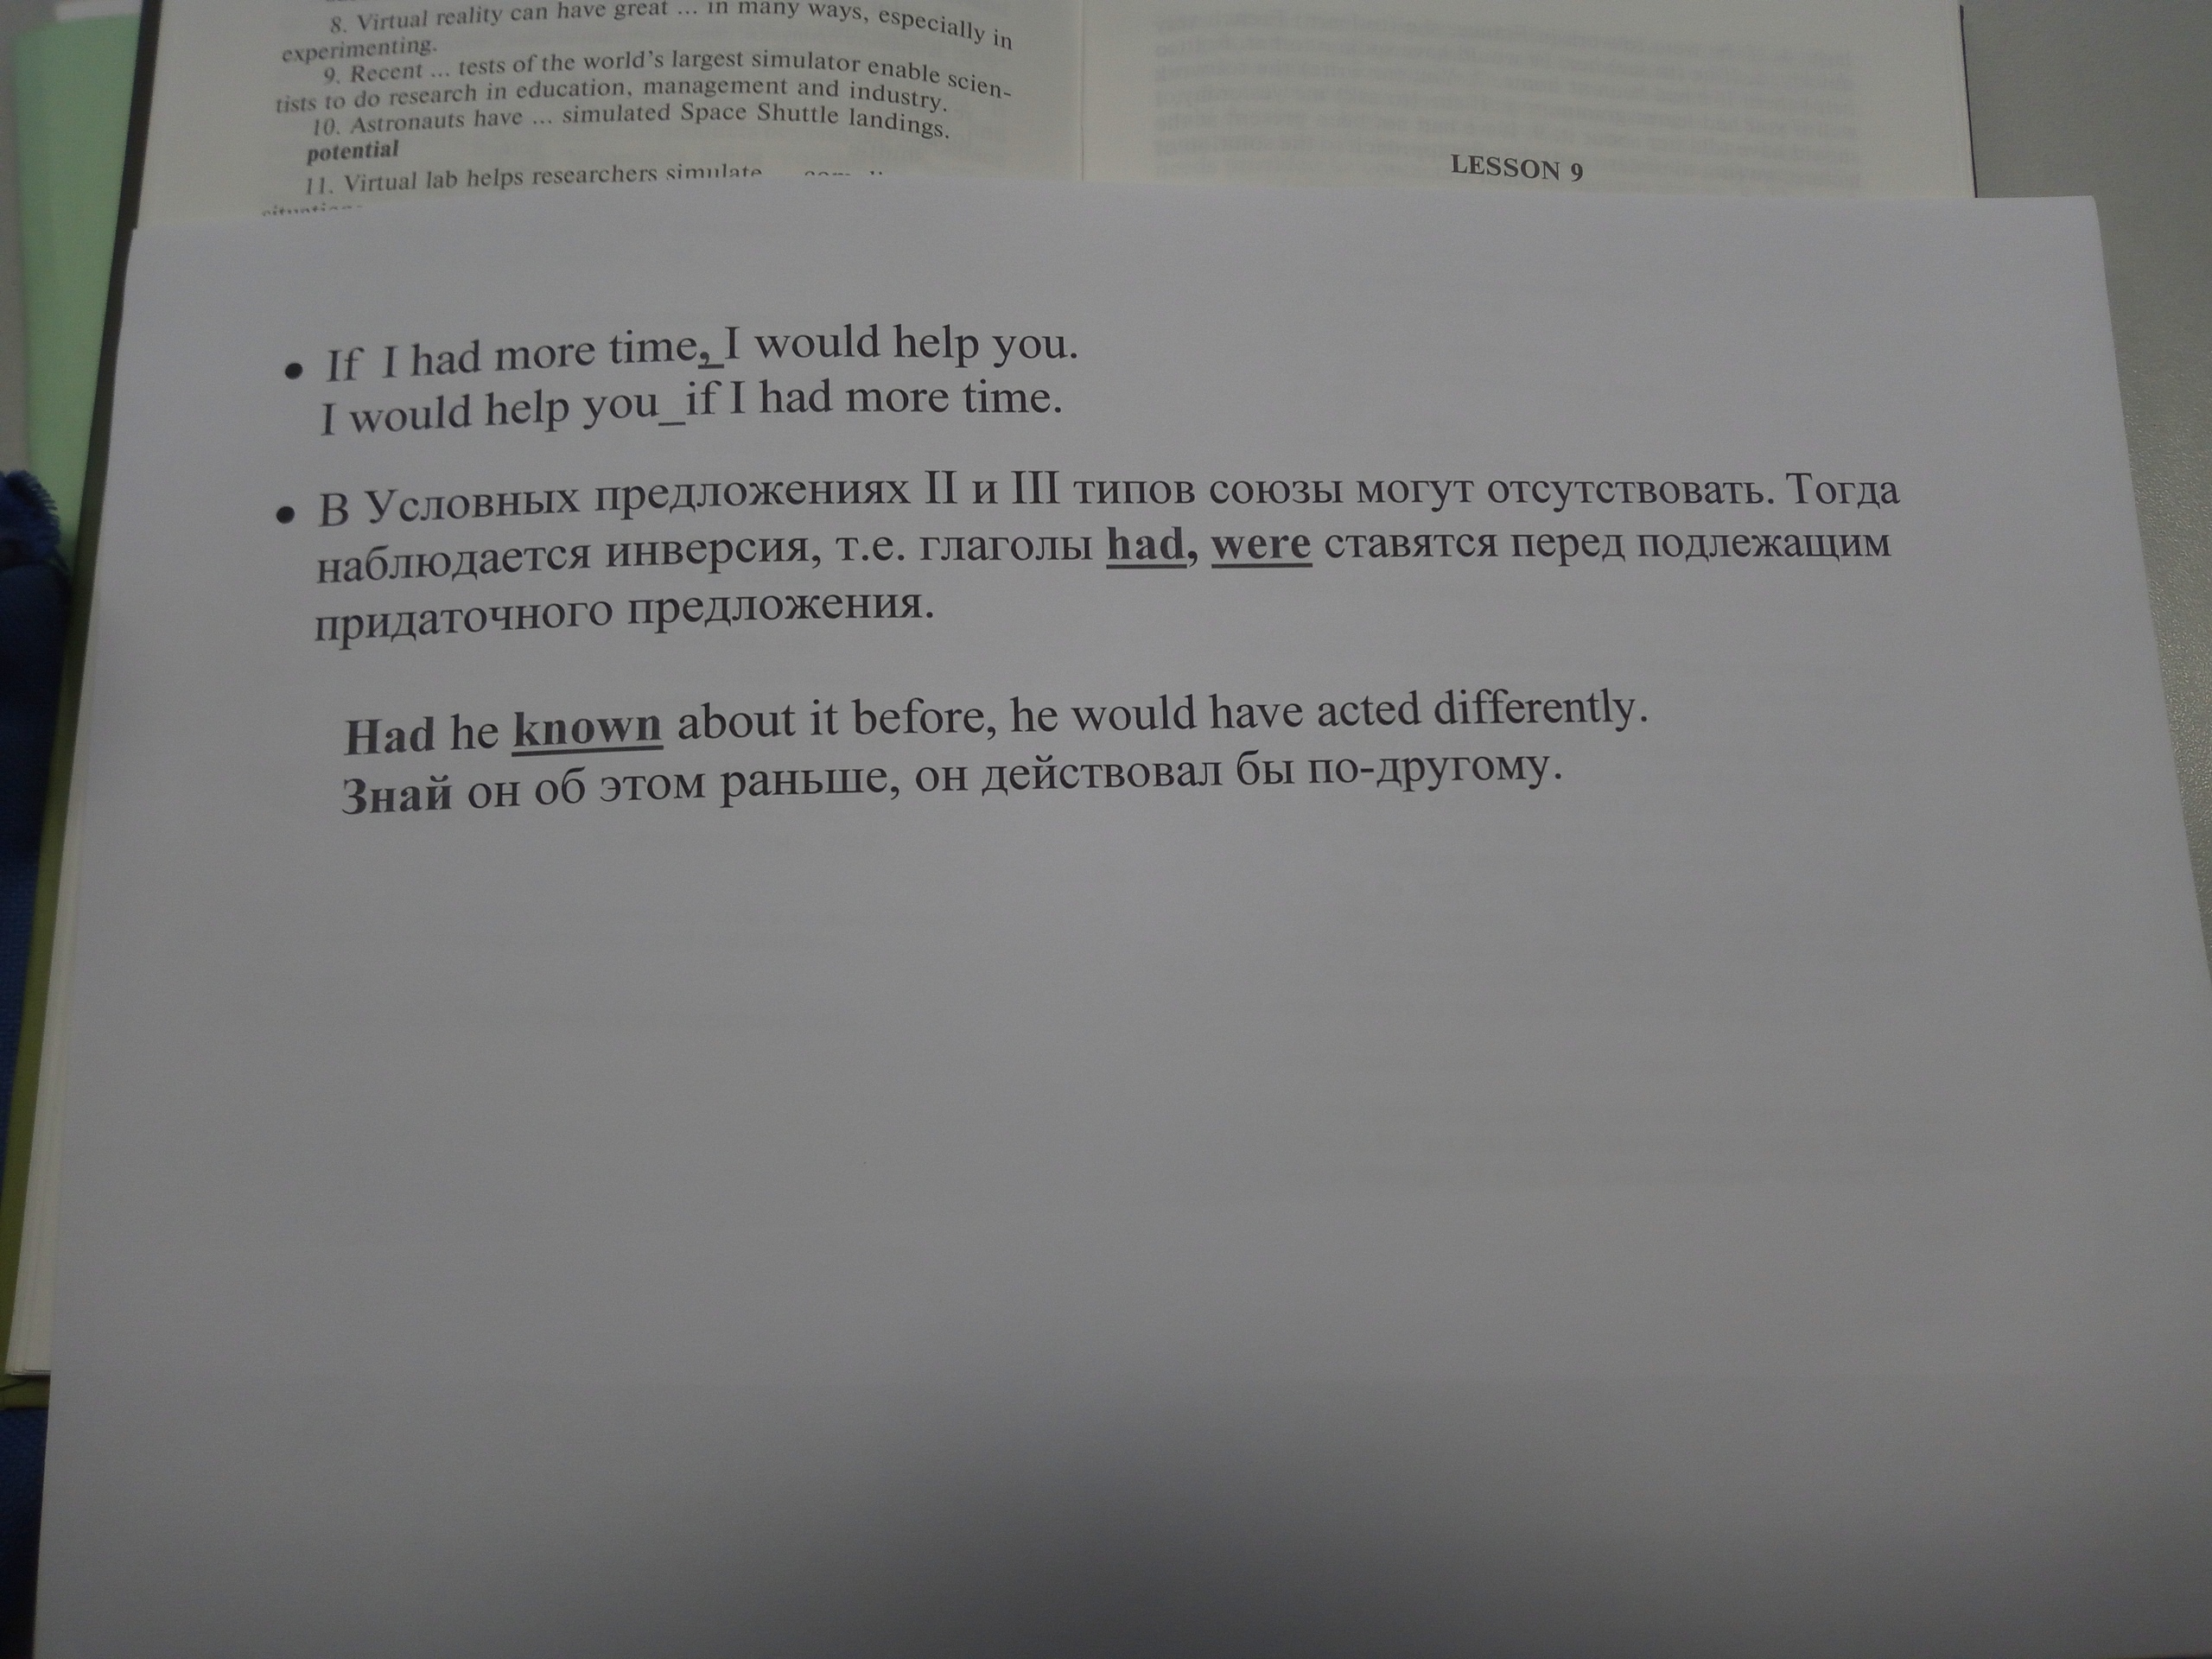 8. Virtual reality can have great ... in many ways, especially in
experimenting.
9. Recent ... tests of the world's largest simulator enable scien-
tists to do research in education, management and industry.
10. Astronauts have ... simulated Space Shuttle landings.
potential
11. Virtual lab helps researchers simulate
LESSON 9
• If I had more time, I would help you.
I would help you_if I had more time.
• В Условных предложениях II и III типов союзы могут отсутствовать. Тогда
наблюдается инверсия, т.е. глаголы had, were ставятся перед подлежащим
придаточного предложения.
Had he known about it before, he would have acted differently.
Знай он об этом раньше, он действовал бы по-другому.